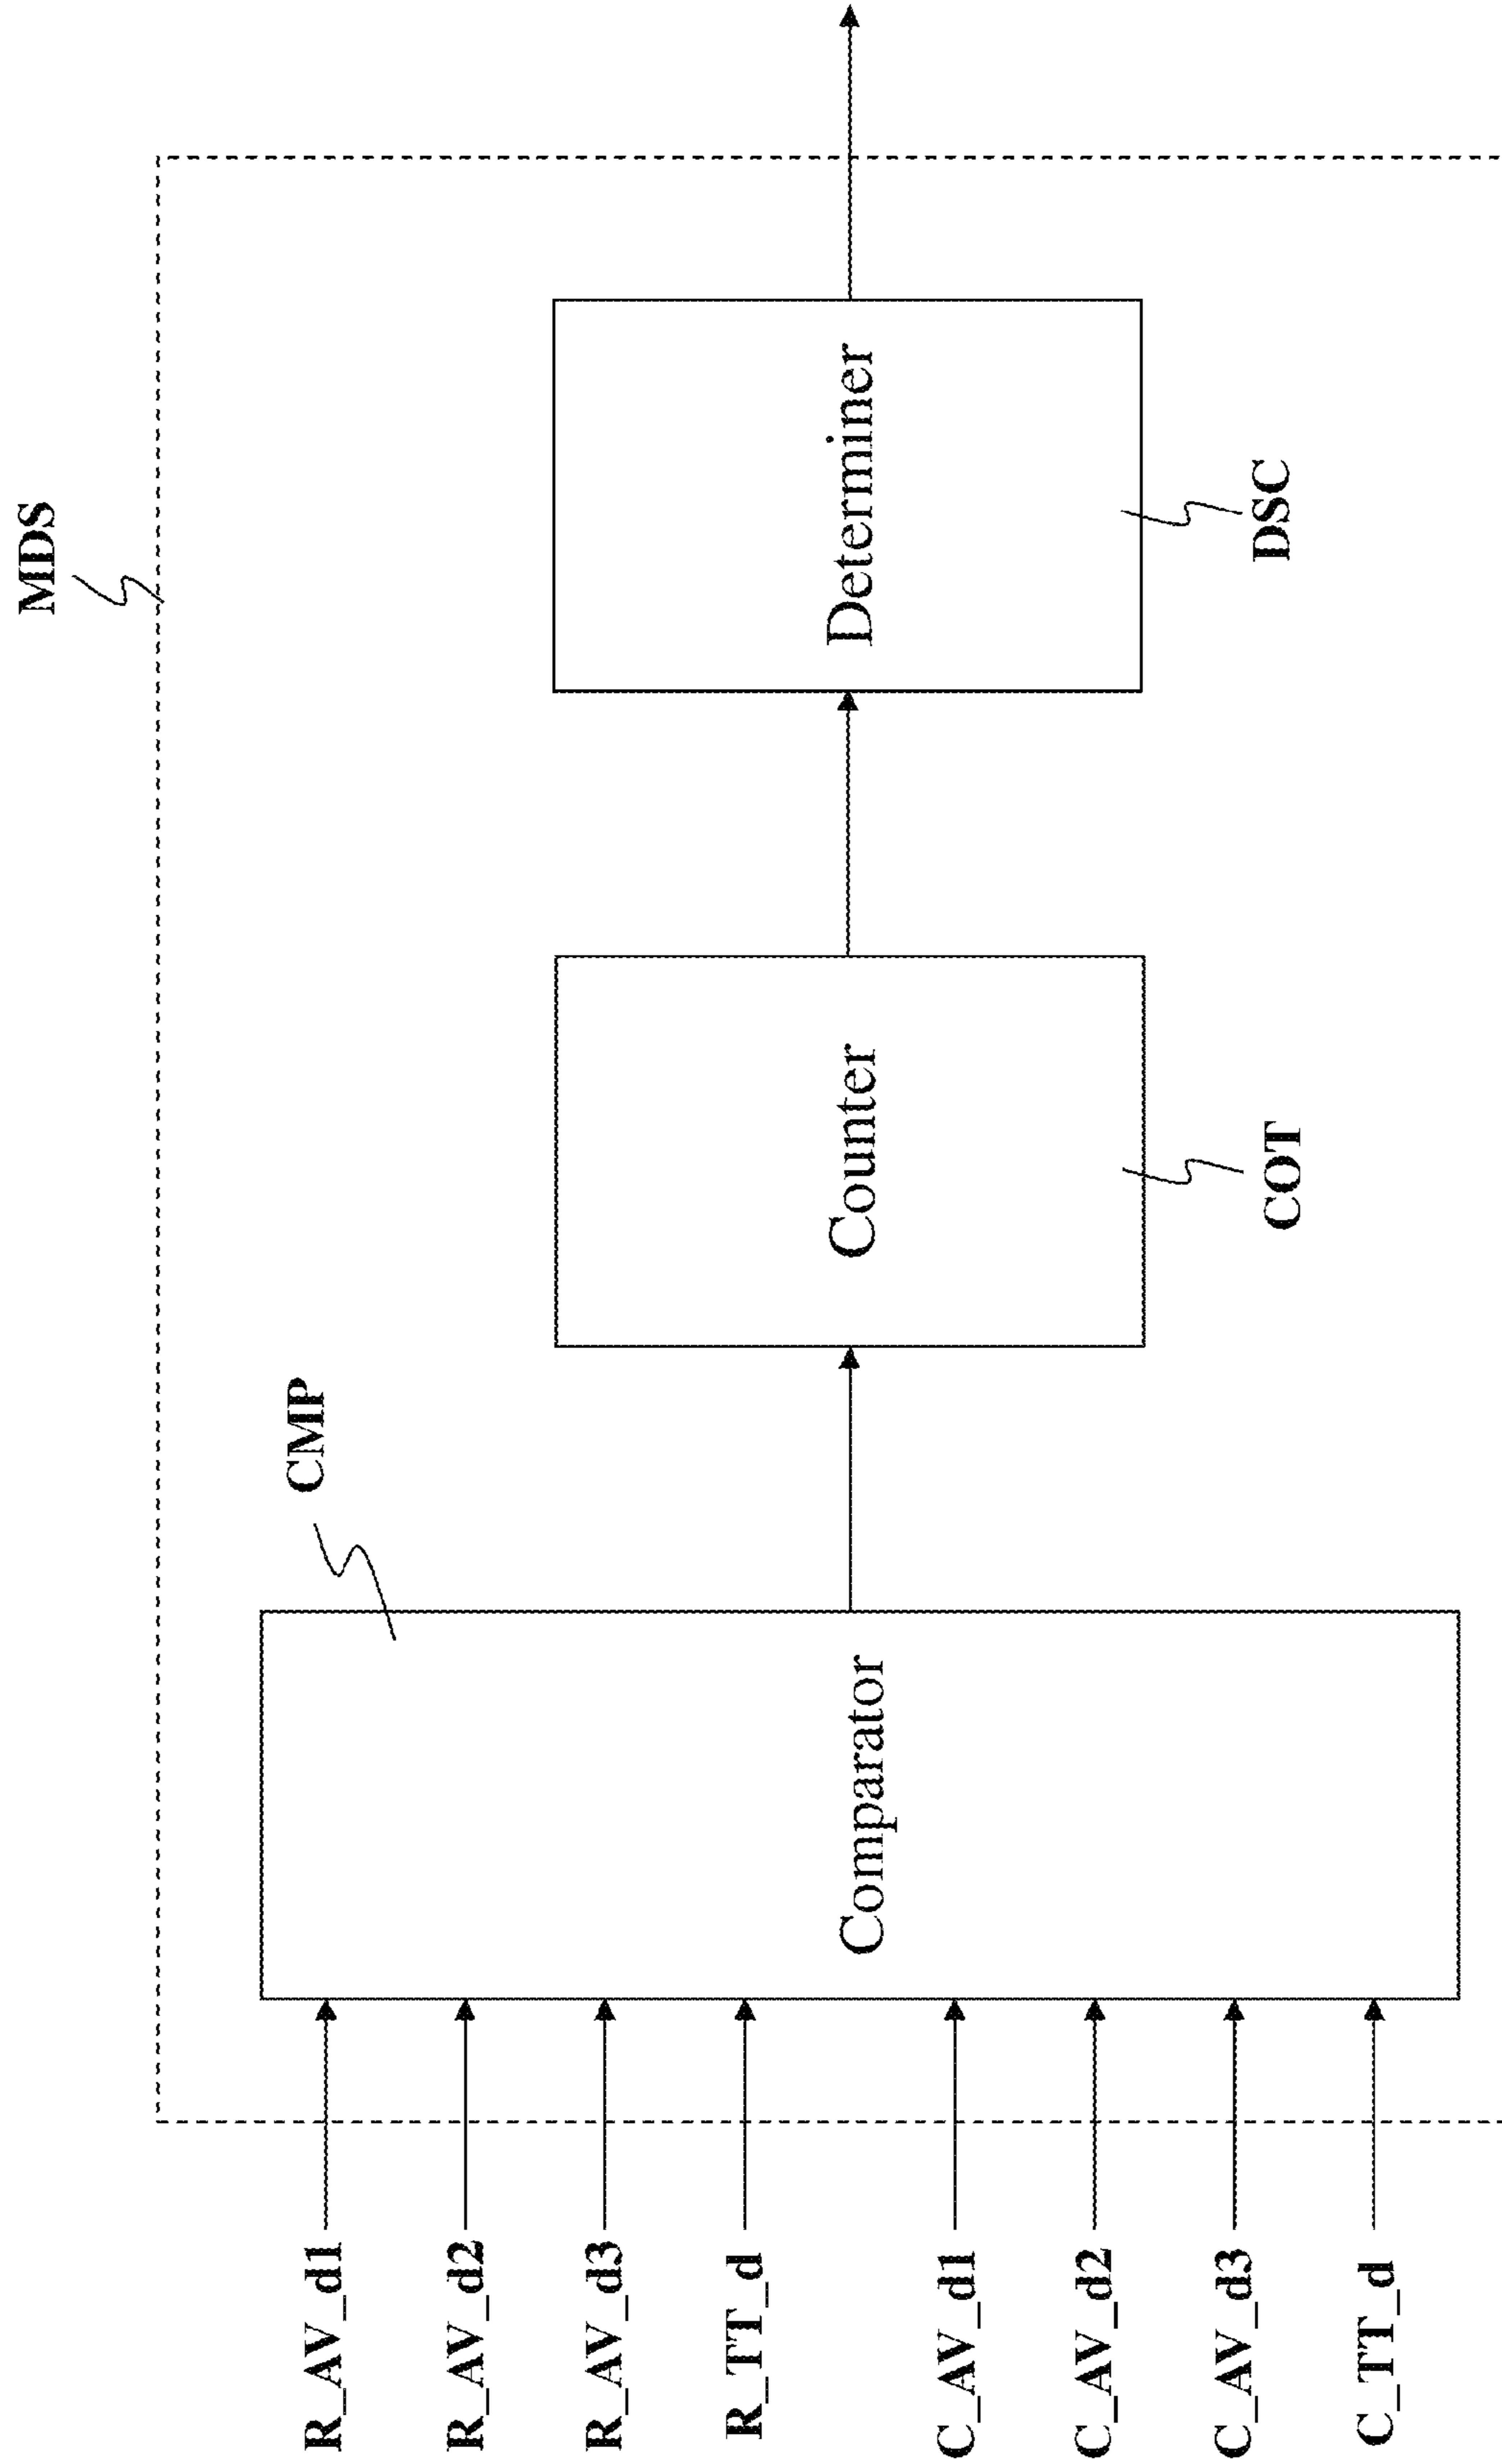 MDS
CMP
R_AV_d1
R_AV_d2
R_AV_d3
R_TT_d
C_AV_d1
C_AV_d2
C_AV_d3
C_TT_d
Comparator
Counter
Determiner
COT
DSC